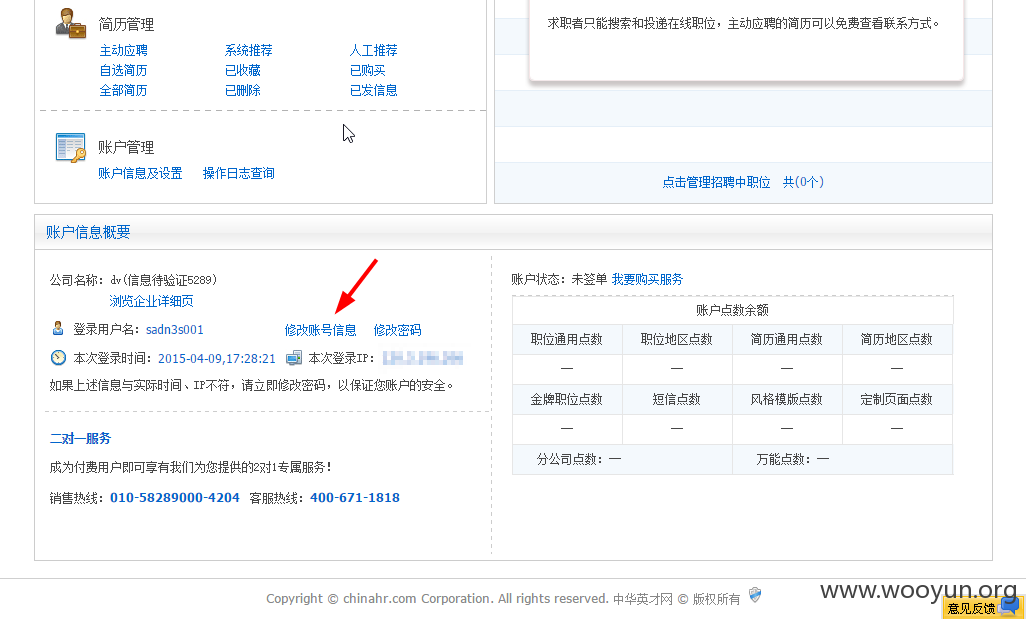 简历管理
主动应聘 系统推荐 人工推荐
自选简历 已收藏 已购买
全部简历 已删除 已发信息
账户管理
账户信息及设置 操作日志查询
求职者只能搜索和投递在线职位，主动应聘的简历可以免费查看联系方式。
点击管理招聘中职位 共(0个)
账户信息概要
公司名称：dv(信息待验证5289)
浏览企业详细页
登录用户名：sadn3s001 修改账号信息 修改密码
本次登录时间：2015-04-09,17:28:21 本次登录IP：
如果上述信息与实际时间、IP不符，请立即修改密码，以保证您账户的安全。
二对一服务
成为付费用户即可享有我们为您提供的2对1专属服务！
销售热线：010-58289000-4204 客服热线：400-671-1818
账户状态：未签单 我要购买服务
账户点数余额
职位通用点数 职位地区点数 简历通用点数 简历地区点数
— — — —
金牌职位点数 短信点数 风格模版点数 定制页面点数
— — — —
分公司点数：— 万能点数：—
Copyright © chinahr.com Corporation. All rights reserved. 中华英才网 © 版权所有
www.wooyun.org
意见反馈